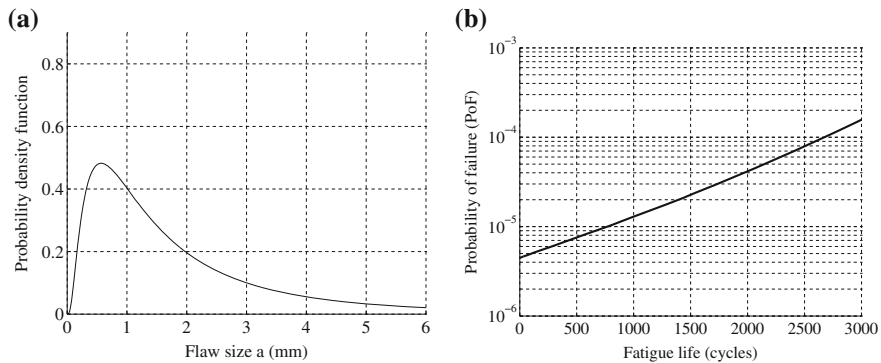 (a)
Probability density function
0.8
0.6
0.4
0.2
0
0 1 2 3 4 5 6
Flaw size a (mm)
(b)
Probability of failure (PoF)
10⁻³
10⁻⁴
10⁻⁵
10⁻⁶
0 500 1000 1500 2000 2500 3000
Fatigue life (cycles)